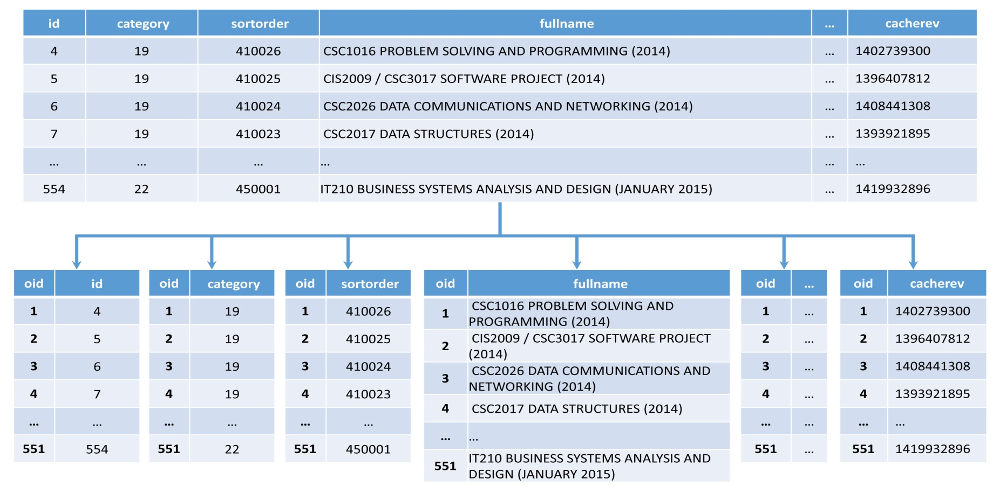 id category sortorder fullname ... cacherev
4 19 410026 CSC1016 PROBLEM SOLVING AND PROGRAMMING (2014) ... 1402739300
5 19 410025 CIS2009 / CSC3017 SOFTWARE PROJECT (2014) ... 1396407812
6 19 410024 CSC2026 DATA COMMUNICATIONS AND NETWORKING (2014) ... 1408441308
7 19 410023 CSC2017 DATA STRUCTURES (2014) ... 1393921895
... ... ... ... ... ...
554 22 450001 IT210 BUSINESS SYSTEMS ANALYSIS AND DESIGN (JANUARY 2015) ... 1419932896
oid id
1 4
2 5
3 6
4 7
... ...
551 554
oid category
1 19
2 19
3 19
4 19
... ...
551 22
oid sortorder
1 410026
2 410025
3 410024
4 410023
... ...
551 450001
oid fullname
1 CSC1016 PROBLEM SOLVING AND
PROGRAMMING (2014)
2 CIS2009 / CSC3017 SOFTWARE PROJECT
(2014)
3 CSC2026 DATA COMMUNICATIONS AND
NETWORKING (2014)
4 CSC2017 DATA STRUCTURES (2014)
... ...
551 IT210 BUSINESS SYSTEMS ANALYSIS AND
DESIGN (JANUARY 2015)
oid ...
1 ...
2 ...
3 ...
4 ...
... ...
551 ...
oid cacherev
1 1402739300
2 1396407812
3 1408441308
4 1393921895
... ...
551 1419932896